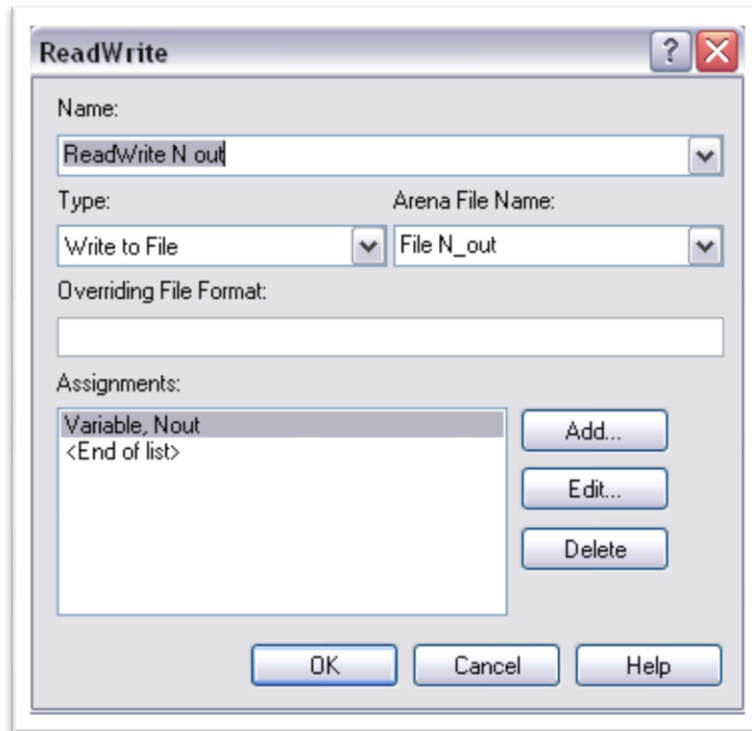 ReadWrite
Name:
ReadWrite N out
Type: Arena File Name:
Write to File File N_out
Overriding File Format:
Assignments:
Variable, Nout
<End of list>
Add...
Edit...
Delete
OK Cancel Help